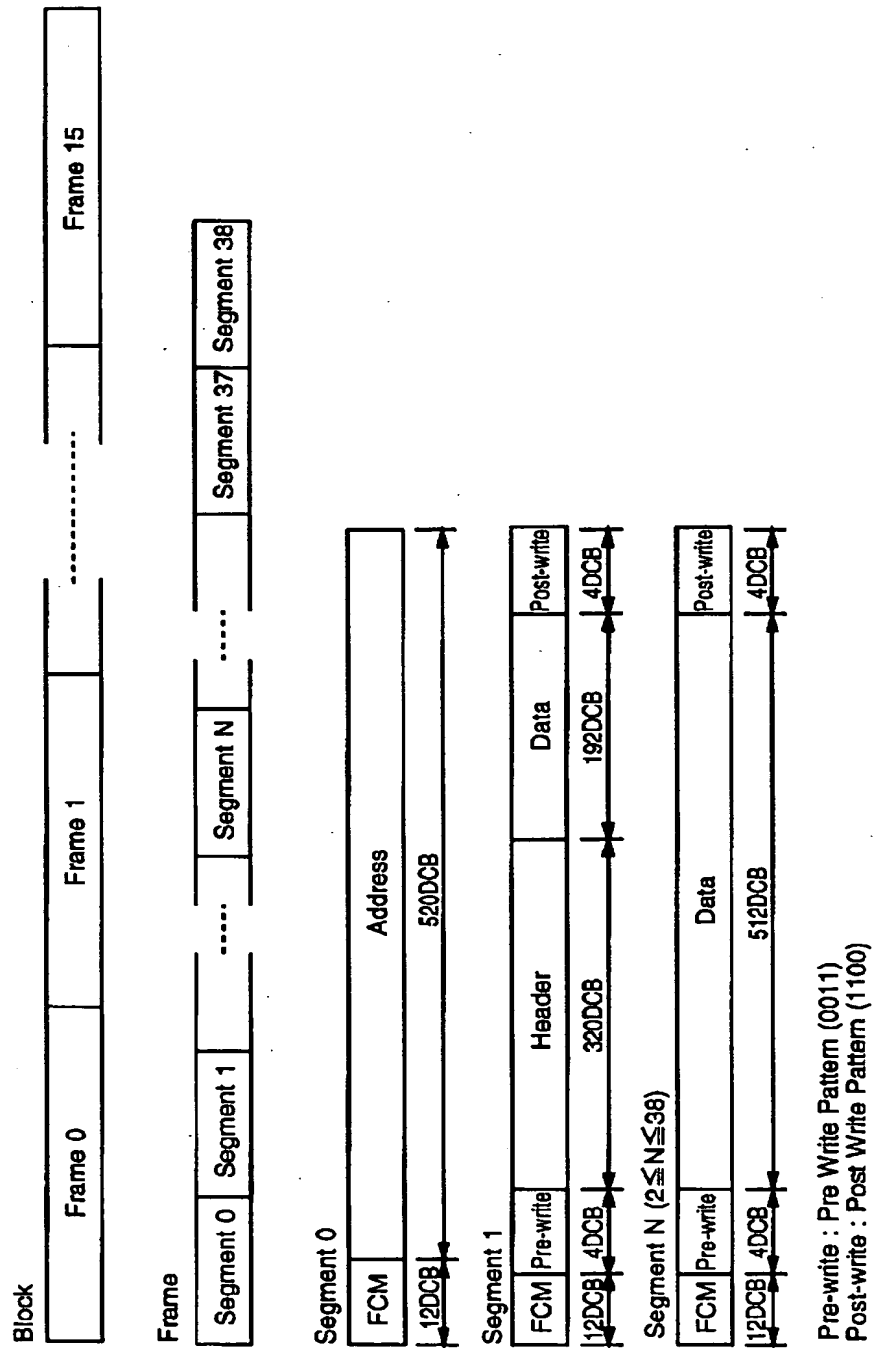 Block
Frame 0 Frame 1 ............. Frame 15
Frame
Segment 0 Segment 1 ..... Segment N ..... Segment 37 Segment 38
Segment 0
FCM Address
12DCB 520DCB
Segment 1
FCM Pre-write Header Data Post-write
12DCB 4DCB 320DCB 192DCB 4DCB
Segment N (2≦N≦38)
FCM Pre-write Data Post-write
12DCB 4DCB 512DCB 4DCB
Pre-write : Pre Write Pattern (0011)
Post-write : Post Write Pattern (1100)